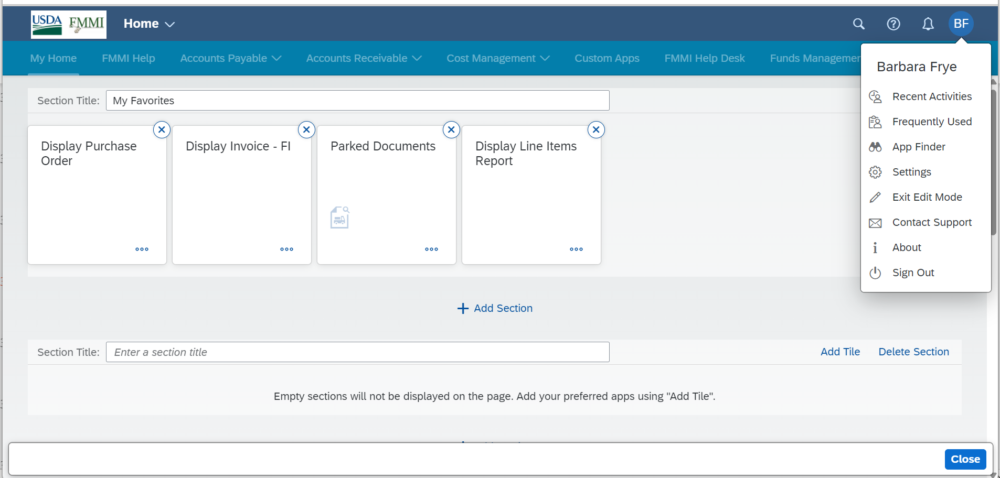 USDA FMMI Home
BF
My Home FMMI Help Accounts Payable Accounts Receivable Cost Management Custom Apps FMMI Help Desk
Funds
Barbara Frye
Recent Activities
Frequently Used
App Finder
Settings
Exit Edit Mode
Contact Support
About
Sign Out
Section Title: My Favorites
Display Purchase
Order
Display Invoice - FI
Parked Documents
Display Line Items
Report
Add Section
Section Title: Enter a section title
Add Tile Delete Section
Empty sections will not be displayed on the page. Add your preferred apps using "Add Tile".
Close